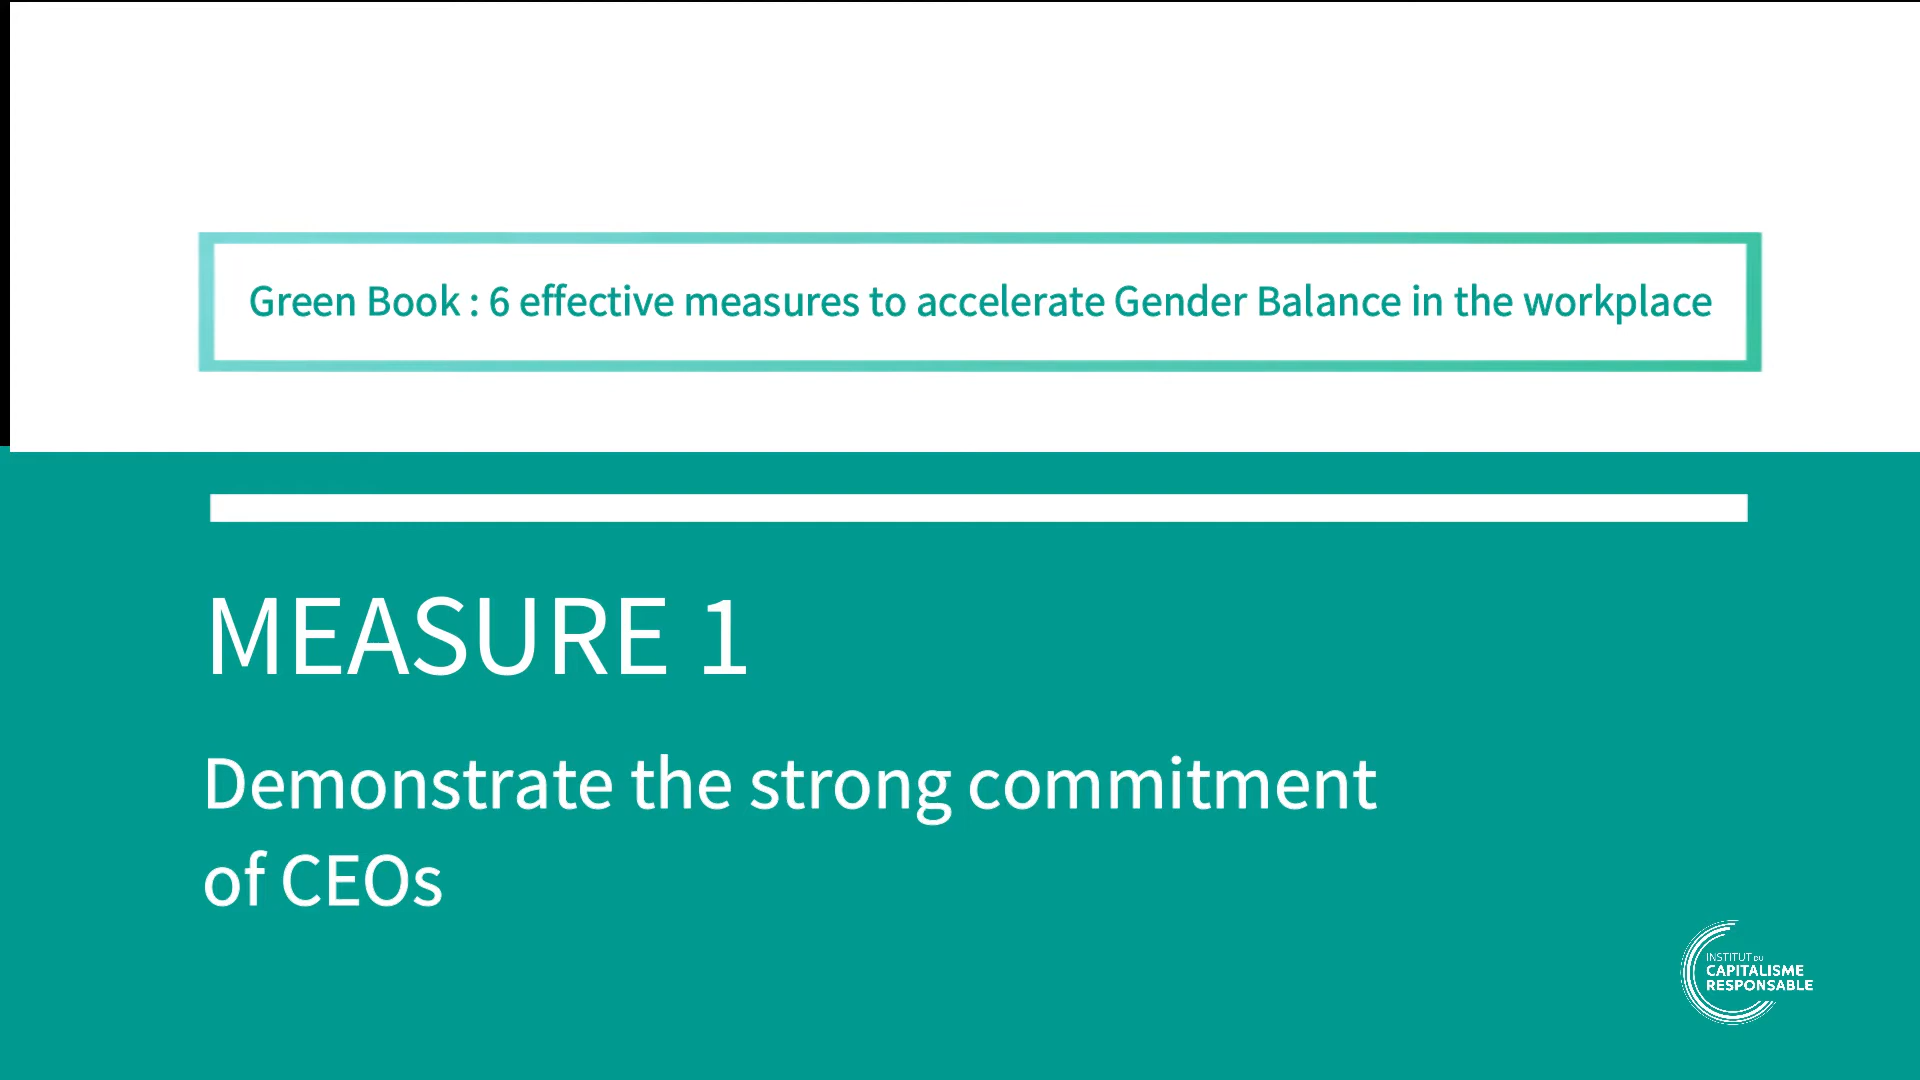 Green Book : 6 effective measures to accelerate Gender Balance in the workplace
MEASURE 1
Demonstrate the strong commitment
of CEOs
INSTITUT DU
CAPITALISME
RESPONSABLE